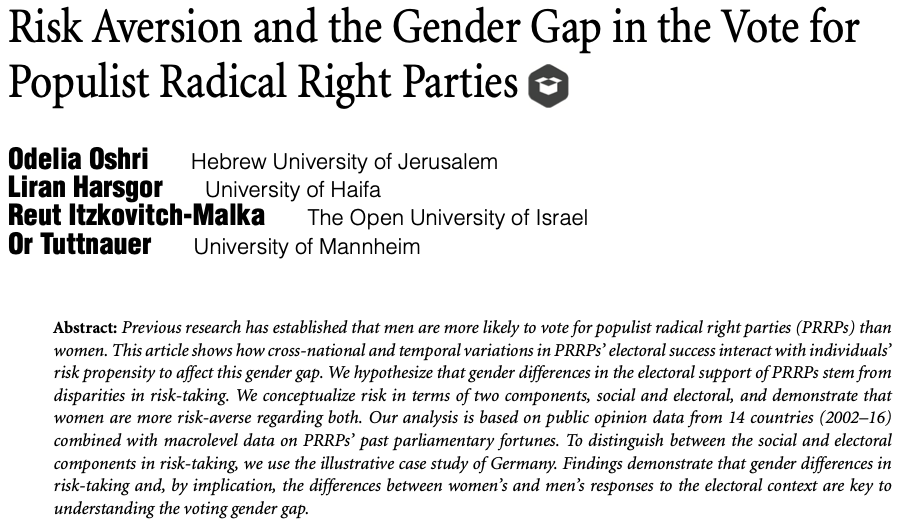 Risk Aversion and the Gender Gap in the Vote for
Populist Radical Right Parties
Odelia Oshri Hebrew University of Jerusalem
Liran Harsgor University of Haifa
Reut Itzkovitch-Malka The Open University of Israel
Or Tuttnauer University of Mannheim
Abstract: Previous research has established that men are more likely to vote for populist radical right parties (PRRPs) than
women. This article shows how cross-national and temporal variations in PRRPs’ electoral success interact with individuals’
risk propensity to affect this gender gap. We hypothesize that gender differences in the electoral support of PRRPs stem from
disparities in risk-taking. We conceptualize risk in terms of two components, social and electoral, and demonstrate that
women are more risk-averse regarding both. Our analysis is based on public opinion data from 14 countries (2002–16)
combined with macrolevel data on PRRPs’ past parliamentary fortunes. To distinguish between the social and electoral
components in risk-taking, we use the illustrative case study of Germany. Findings demonstrate that gender differences in
risk-taking and, by implication, the differences between women’s and men’s responses to the electoral context are key to
understanding the voting gender gap.